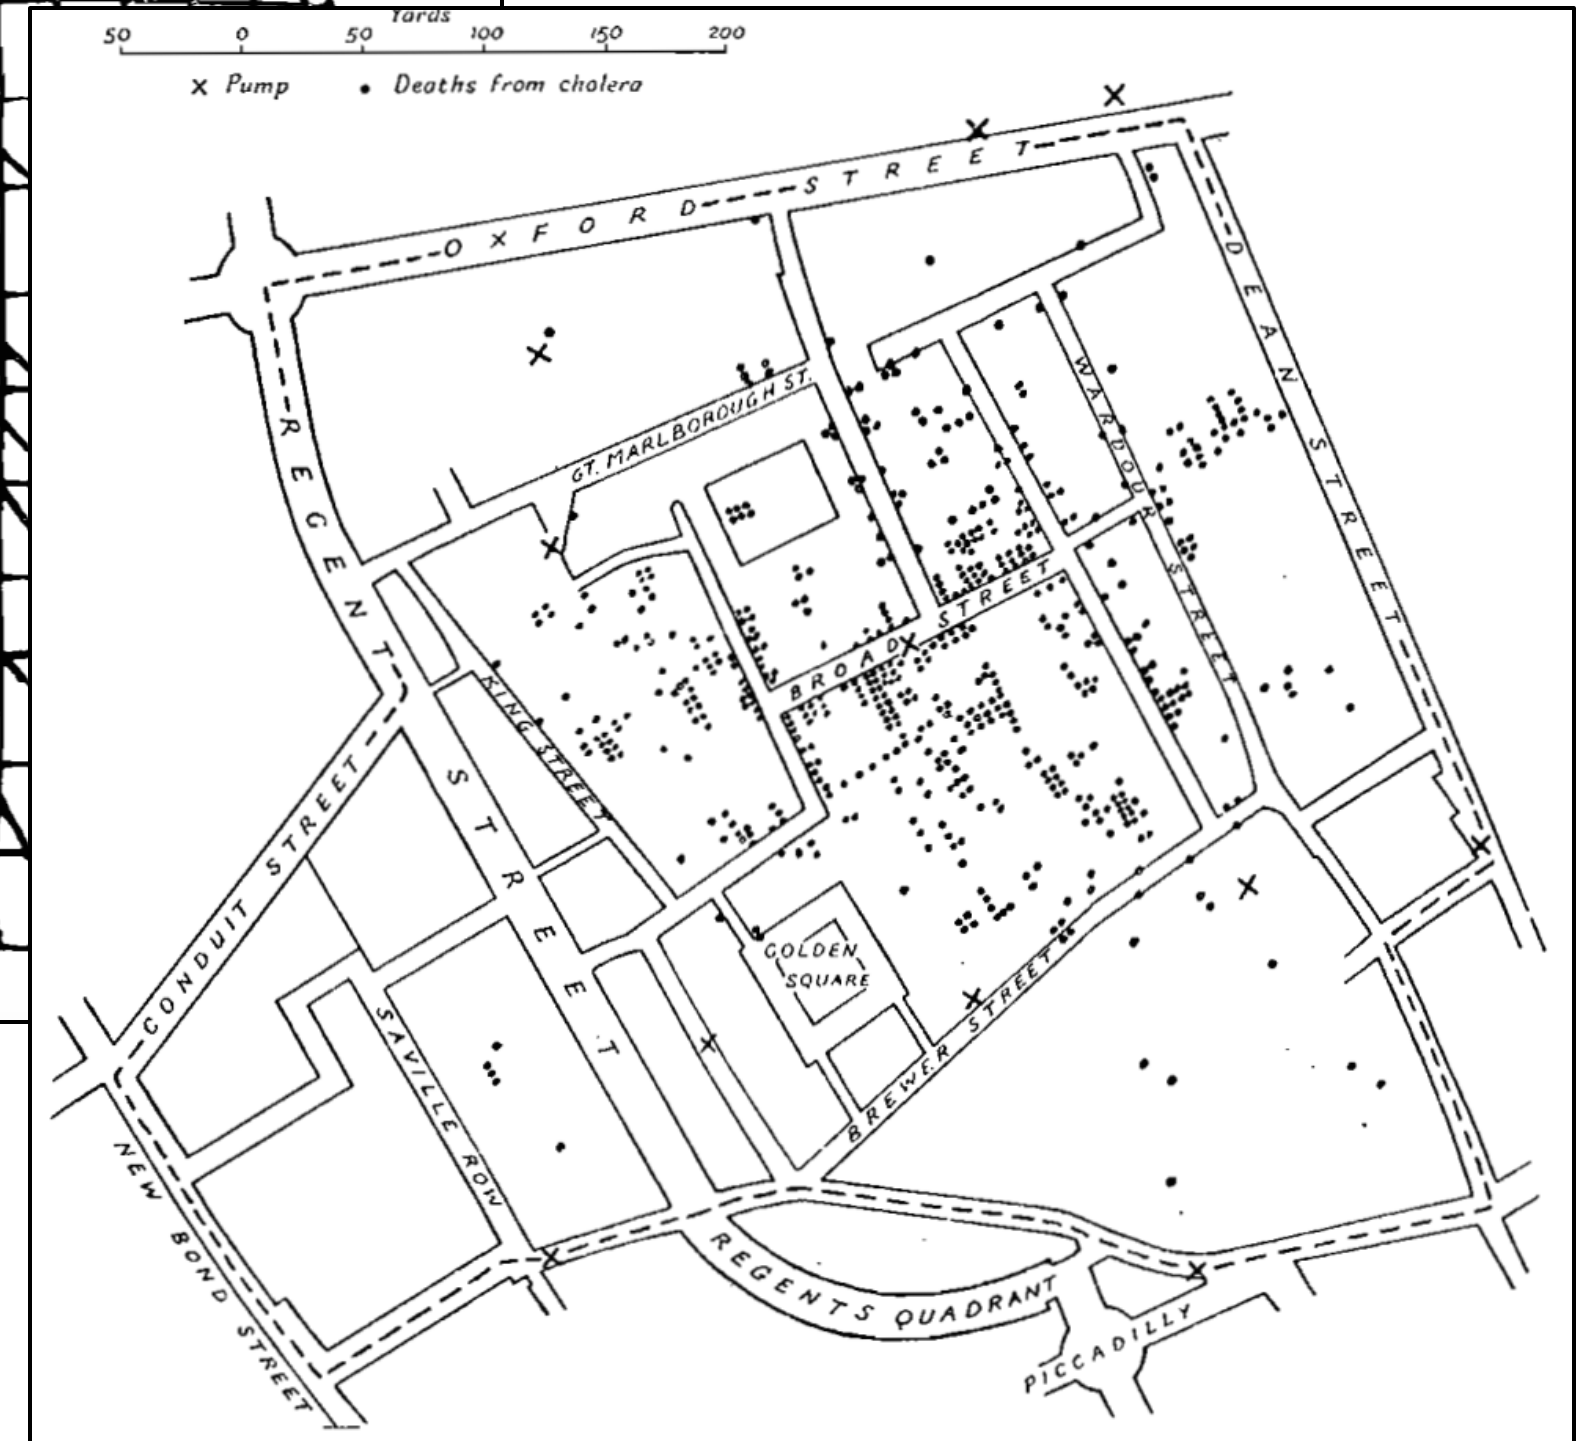 Yards
50 0 50 100 150 200
x Pump • Deaths from cholera
OXFORD STREET
REGENT STREET
DEAN STREET
WARDOUR STREET
GT. MARLBOROUGH ST.
BROAD STREET
KING STREET
CONDUIT STREET
GOLDEN
SQUARE
BREWER STREET
SAVILLE ROW
NEW BOND STREET
REGENTS QUADRANT
PICCADILLY